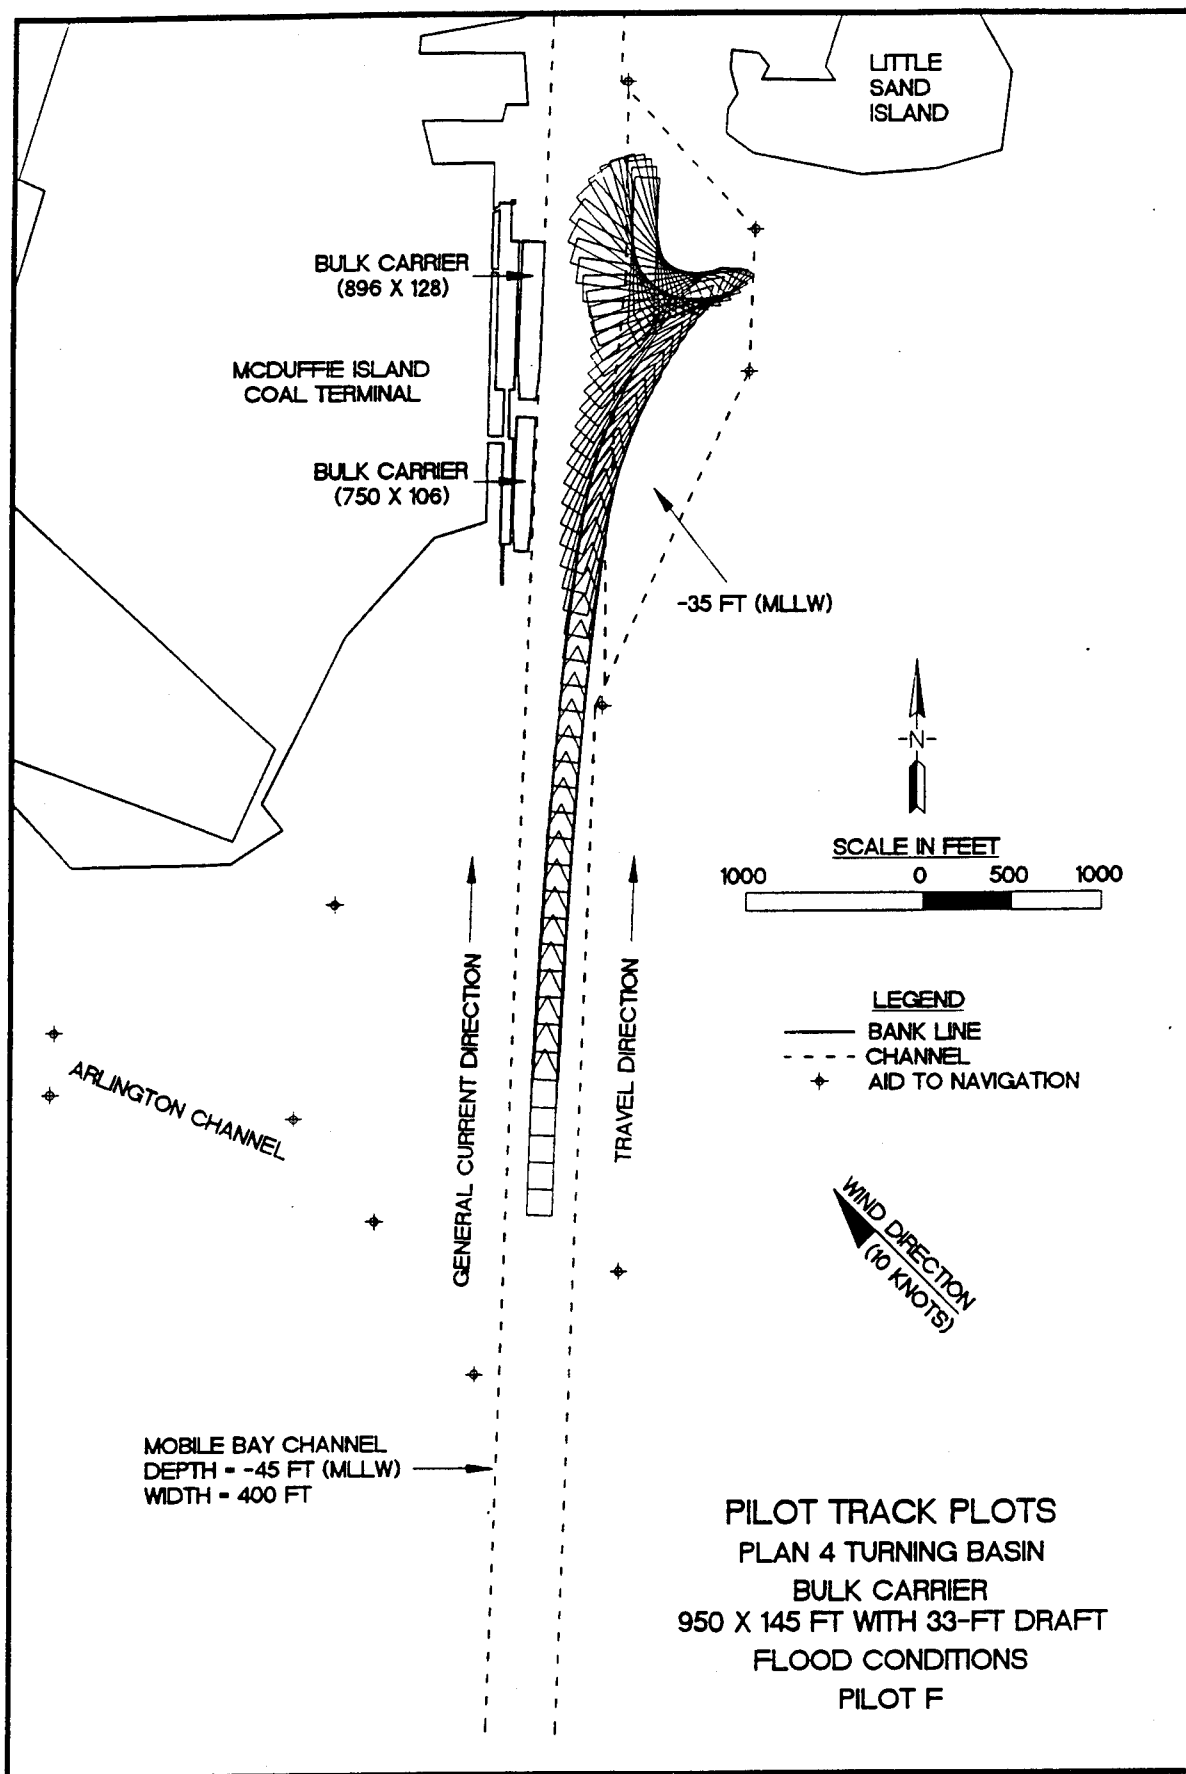 LITTLE
SAND
ISLAND
BULK CARRIER
(896 X 128)
MCDUFFIE ISLAND
COAL TERMINAL
BULK CARRIER
(750 X 106)
-35 FT (MLLW)
-N-
SCALE IN FEET
1000 0 500 1000
GENERAL CURRENT DIRECTION
TRAVEL DIRECTION
LEGEND
BANK LINE
CHANNEL
AID TO NAVIGATION
ARLINGTON CHANNEL
WIND DIRECTION
(10 KNOTS)
MOBILE BAY CHANNEL
DEPTH = -45 FT (MLLW)
WIDTH = 400 FT
PILOT TRACK PLOTS
PLAN 4 TURNING BASIN
BULK CARRIER
950 X 145 FT WITH 33-FT DRAFT
FLOOD CONDITIONS
PILOT F